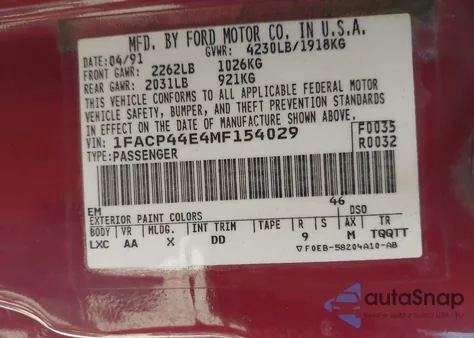 MFD. BY FORD MOTOR CO. IN U.S.A.
DATE: 04/91 GVWR: 4230LB/1918KG
FRONT GAWR: 2262LB 1026KG
REAR GAWR: 2031LB 921KG
THIS VEHICLE CONFORMS TO ALL APPLICABLE FEDERAL MOTOR
VEHICLE SAFETY, BUMPER, AND THEFT PREVENTION STANDARDS
IN EFFECT ON THE DATE OF MANUFACTURE SHOWN ABOVE.
VIN: 1FACP44E4MF154029 F0035
TYPE: PASSENGER R0032
EM 46
EXTERIOR PAINT COLORS DSO
BODY VR MLDG. INT TRIM TAPE R S AX TR
LXC AA X DD 9 M TQQTT
▽F0EB-58204A10-AB
autoSnap